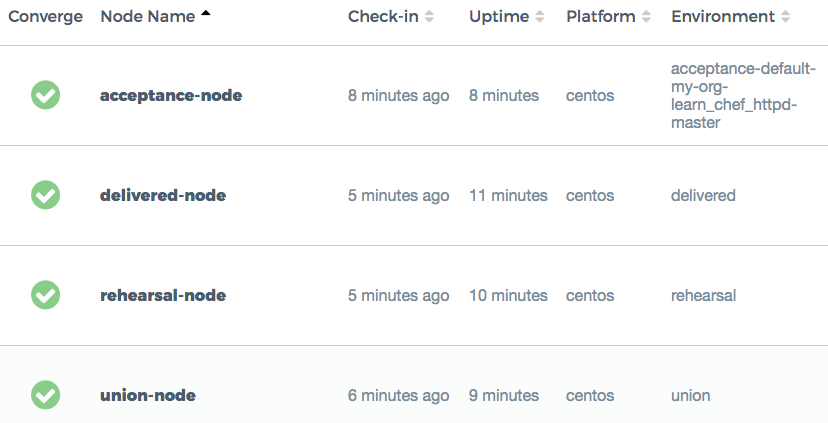 Converge Node Name Check-in Uptime Platform Environment
acceptance-node 8 minutes ago 8 minutes centos acceptance-default-
my-org-
learn_chef_httpd-
master
delivered-node 5 minutes ago 11 minutes centos delivered
rehearsal-node 5 minutes ago 10 minutes centos rehearsal
union-node 6 minutes ago 9 minutes centos union